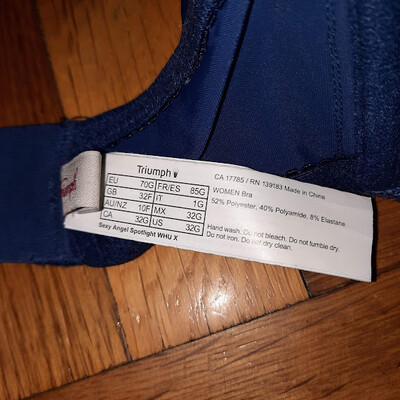 Triumph
EU 70G FR/ES 85G
GB 32F IT 1G
AU/NZ 10F MX 32G
CA 32G US 32G
Sexy Angel Spotlight WHU X
CA 17785 / RN 139183 Made in China
WOMEN Bra
52% Polyester, 40% Polyamide, 8% Elastane
Hand wash. Do not bleach. Do not tumble dry.
Do not iron. Do not dry clean.